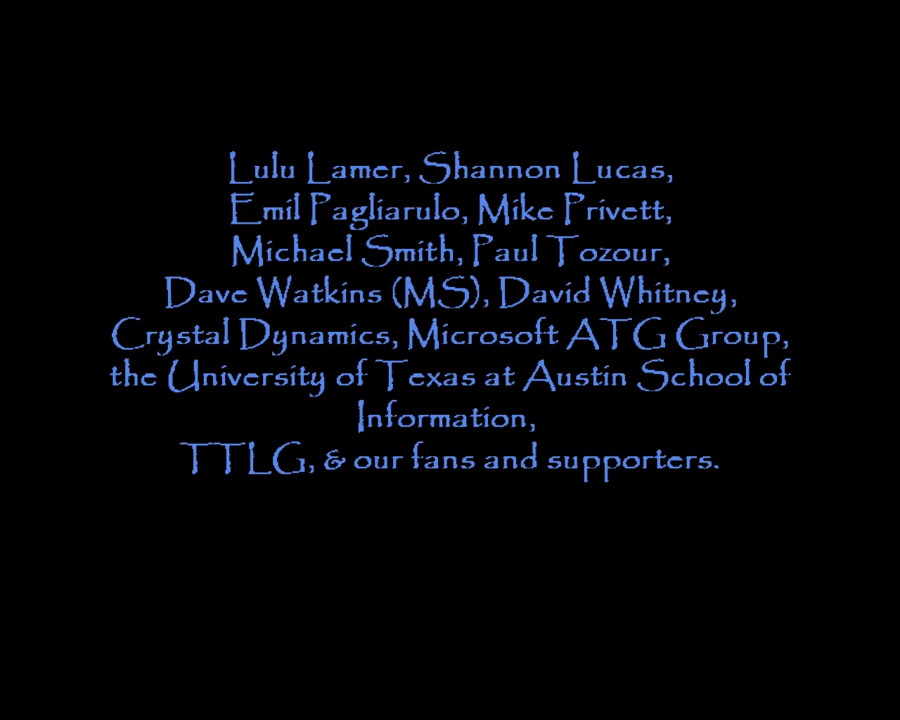 Lulu Lamer, Shannon Lucas,
Emil Pagliarulo, Mike Privett,
Michael Smith, Paul Tozour,
Dave Watkins (MS), David Whitney,
Crystal Dynamics, Microsoft ATG Group,
the University of Texas at Austin School of
Information,
TTLG, & our fans and supporters.